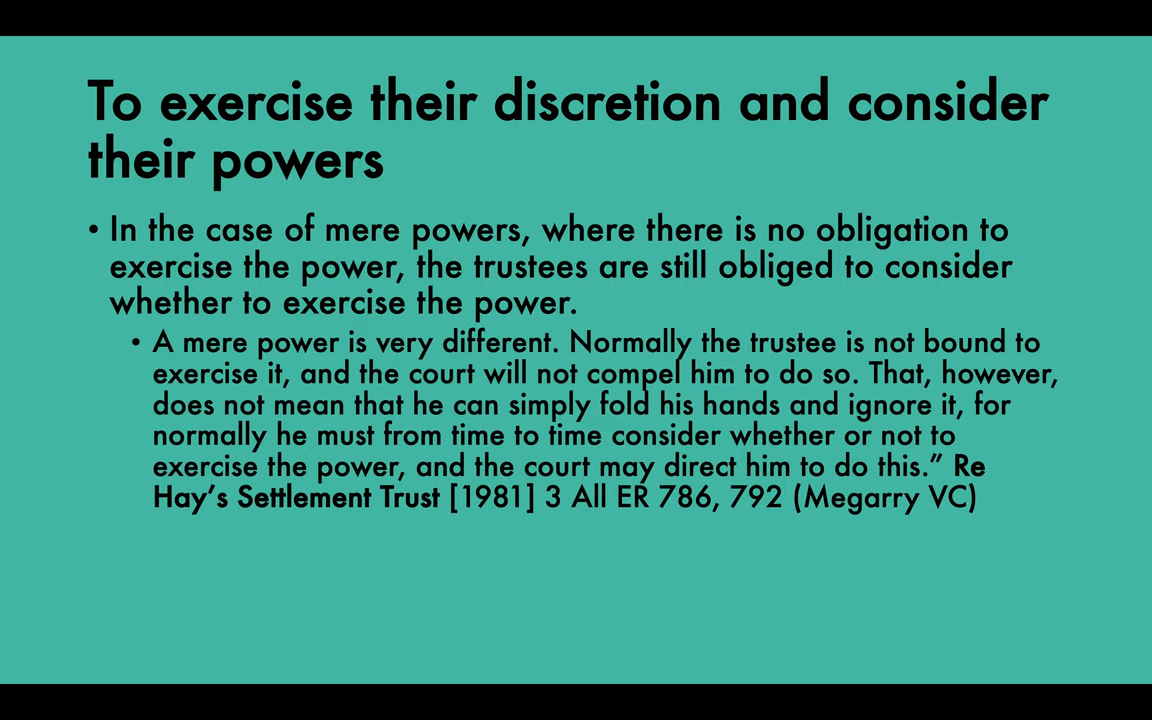 To exercise their discretion and consider
their powers
• In the case of mere powers, where there is no obligation to
exercise the power, the trustees are still obliged to consider
whether to exercise the power.
• A mere power is very different. Normally the trustee is not bound to
exercise it, and the court will not compel him to do so. That, however,
does not mean that he can simply fold his hands and ignore it, for
normally he must from time to time consider whether or not to
exercise the power, and the court may direct him to do this.” Re
Hay’s Settlement Trust [1981] 3 All ER 786, 792 (Megarry VC)